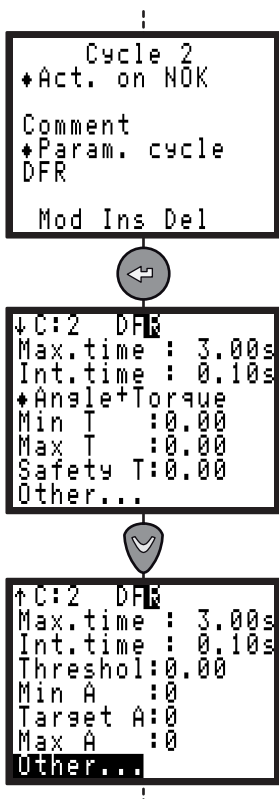 Cycle 2
♦Act. on NOK
Comment
♦Param. cycle
DFR
Mod Ins Del
↓C:2 DFR
Max.time : 3.00s
Int.time : 0.10s
♦Angle+Torque
Min T :0.00
Max T :0.00
Safety T:0.00
Other...
↑C:2 DFR
Max.time : 3.00s
Int.time : 0.10s
Threshol:0.00
Min A :0
Target A:0
Max A :0
Other...